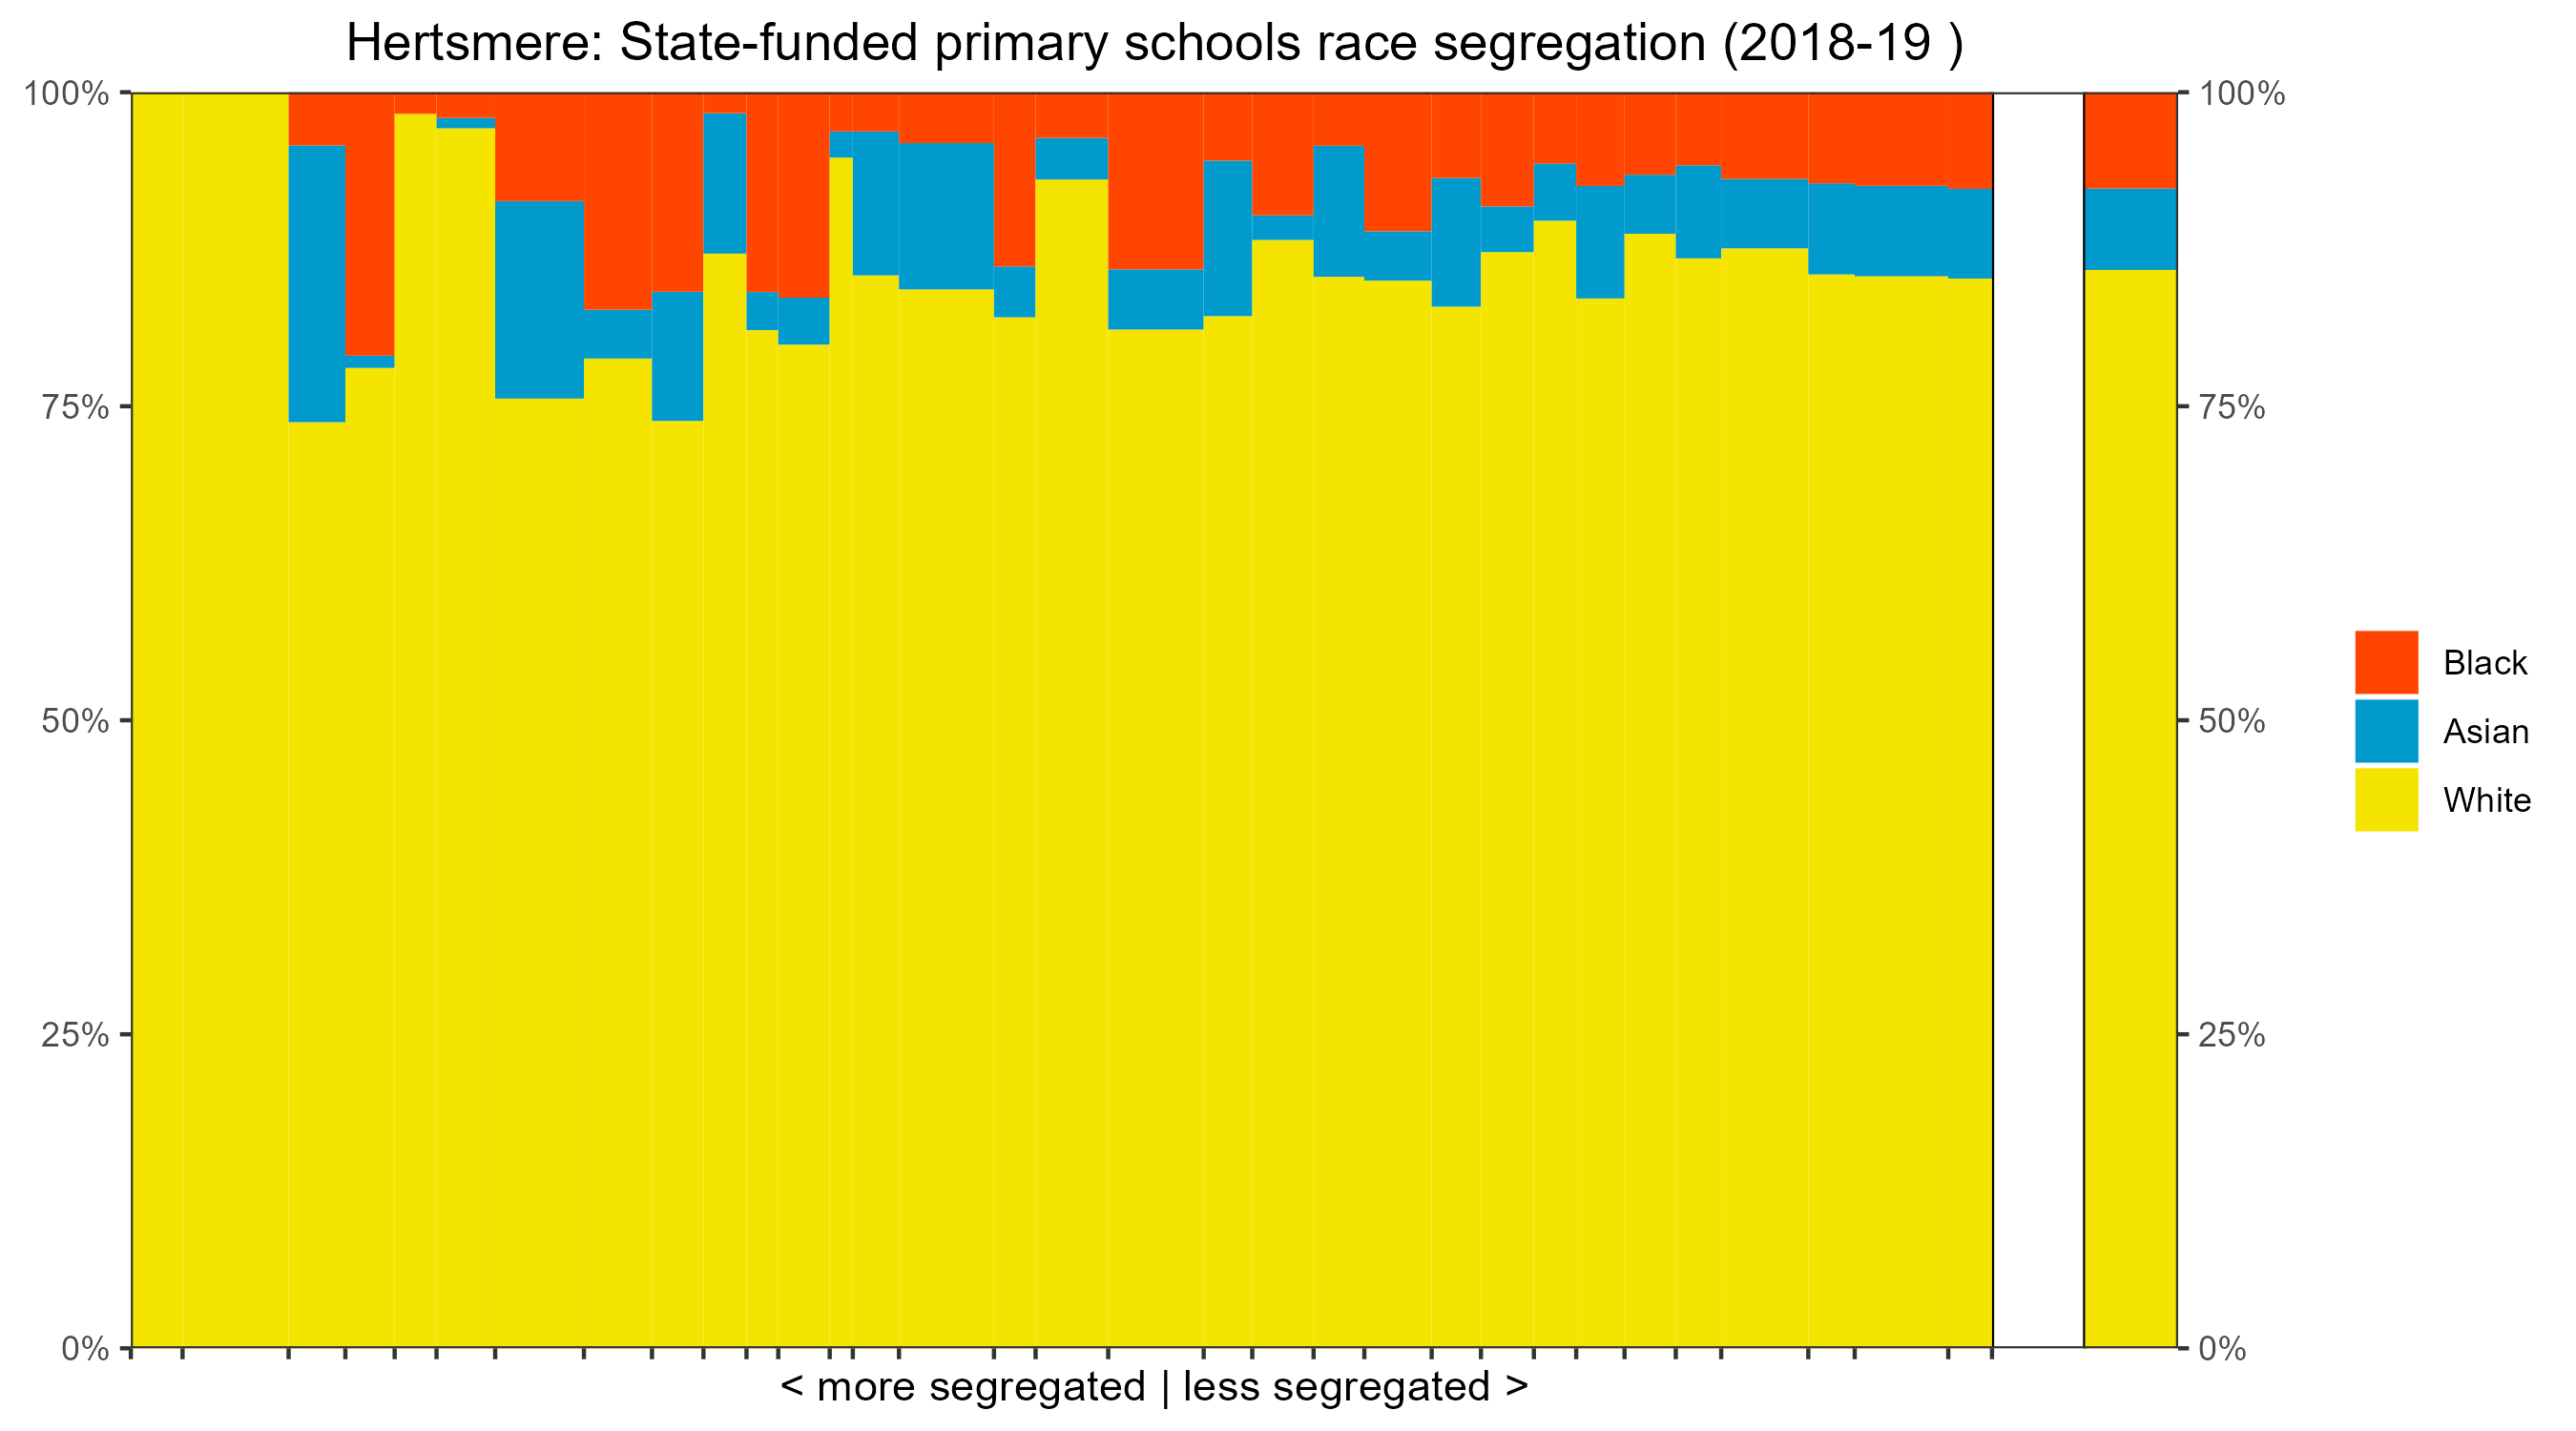 Hertsmere: State-funded primary schools race segregation (2018-19 )
100%
75%
50%
25%
0%
100%
75%
50%
25%
0%
Black
Asian
White
< more segregated | less segregated >